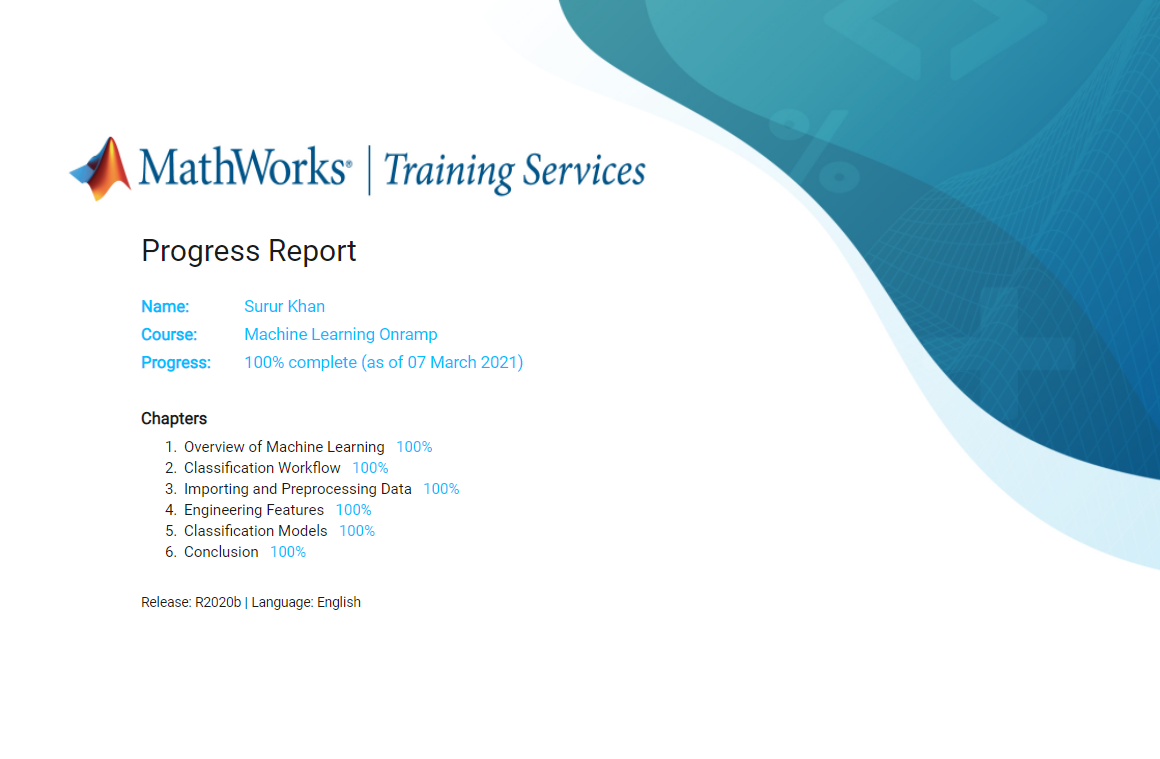 MathWorks® | Training Services
Progress Report
Name: Surur Khan
Course: Machine Learning Onramp
Progress: 100% complete (as of 07 March 2021)
Chapters
1. Overview of Machine Learning 100%
2. Classification Workflow 100%
3. Importing and Preprocessing Data 100%
4. Engineering Features 100%
5. Classification Models 100%
6. Conclusion 100%
Release: R2020b | Language: English